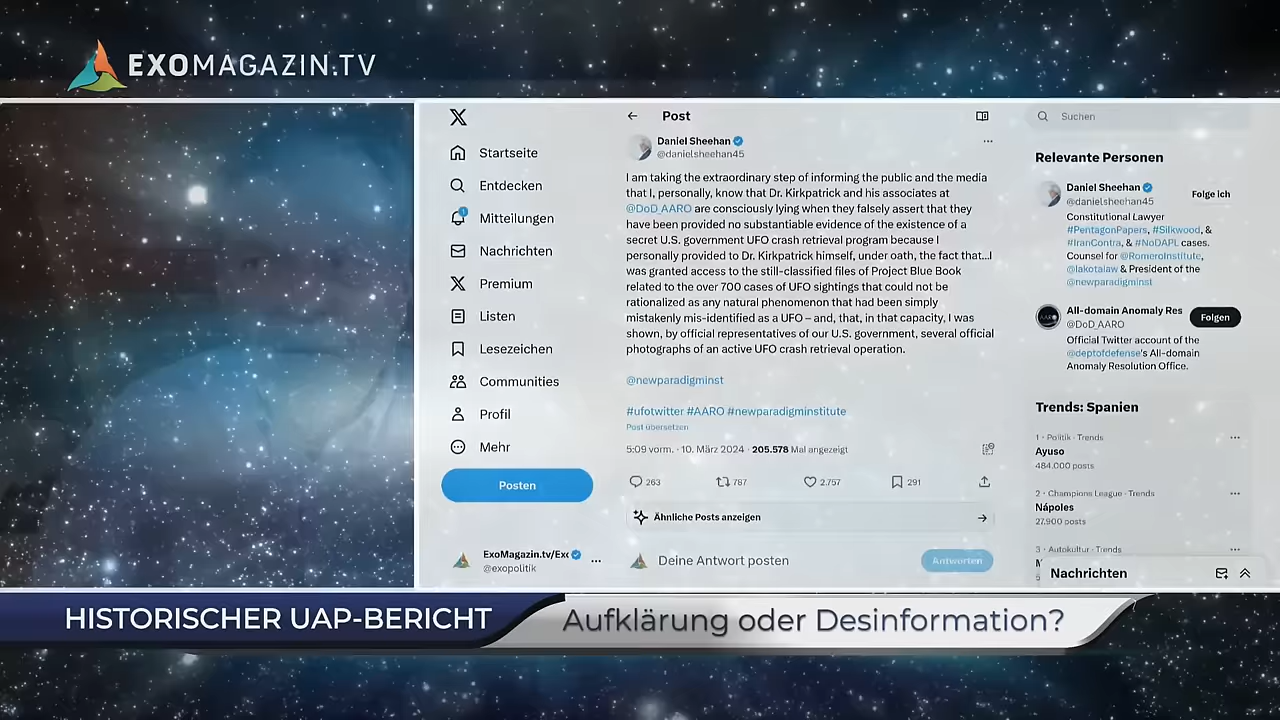 EXOMAGAZIN.TV
Startseite
Entdecken
1
Mitteilungen
Nachrichten
Premium
Listen
Lesezeichen
Communities
Profil
Mehr
Posten
ExoMagazin.tv/Exo
@exopolitik
Post
Daniel Sheehan
@danielsheehan45
I am taking the extraordinary step of informing the public and the media
that I, personally, know that Dr. Kirkpatrick and his associates at
@DoD_AARO are consciously lying when they falsely assert that they
have been provided no substantiable evidence of the existence of a
secret U.S. government UFO crash retrieval program because I
personally provided to Dr. Kirkpatrick himself, under oath, the fact that...I
was granted access to the still-classified files of Project Blue Book
related to the over 700 cases of UFO sightings that could not be
rationalized as any natural phenomenon that had been simply
mistakenly mis-identified as a UFO – and, that, in that capacity, I was
shown, by official representatives of our U.S. government, several official
photographs of an active UFO crash retrieval operation.
@newparadigminst
#ufotwitter #AARO #newparadigminstitute
Post übersetzen
5:09 vorm. · 10. März 2024 · 205.578 Mal angezeigt
263 787 2.757 291
Ähnliche Posts anzeigen
Deine Antwort posten
Antworten
Suchen
Relevante Personen
Daniel Sheehan
@danielsheehan45
Folge ich
Constitutional Lawyer
#PentagonPapers, #Silkwood, &
#IranContra, & #NoDAPL cases.
Counsel for @RomeroInstitute,
@lakotalaw & President of the
@newparadigminst
AARO
All-domain Anomaly Res
@DoD_AARO
Folgen
Official Twitter account of the
@deptofdefense's All-domain
Anomaly Resolution Office.
Trends: Spanien
1 · Politik · Trends
Ayuso
484.000 posts
2 · Champions League · Trends
Nápoles
27.900 posts
3 · Autokultur · Trends
Nachrichten
HISTORISCHER UAP-BERICHT
Aufklärung oder Desinformation?